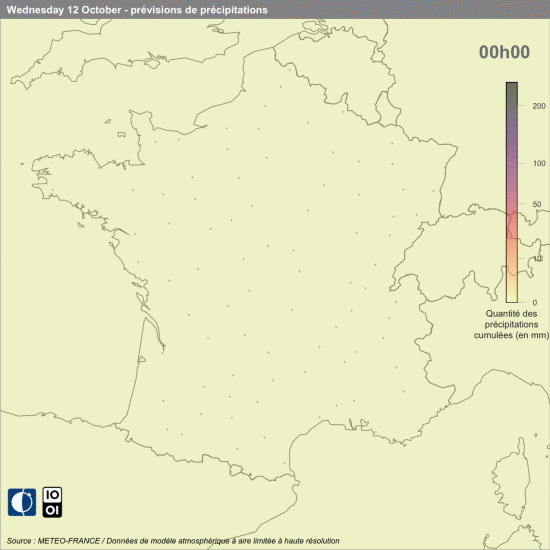 Wednesday 12 October - prévisions de précipitations
00h00
200
100
50
10
0
Quantité des
précipitations
cumulées (en mm)
IO
OI
Source : METEO-FRANCE / Données de modèle atmosphérique à aire limitée à haute résolution